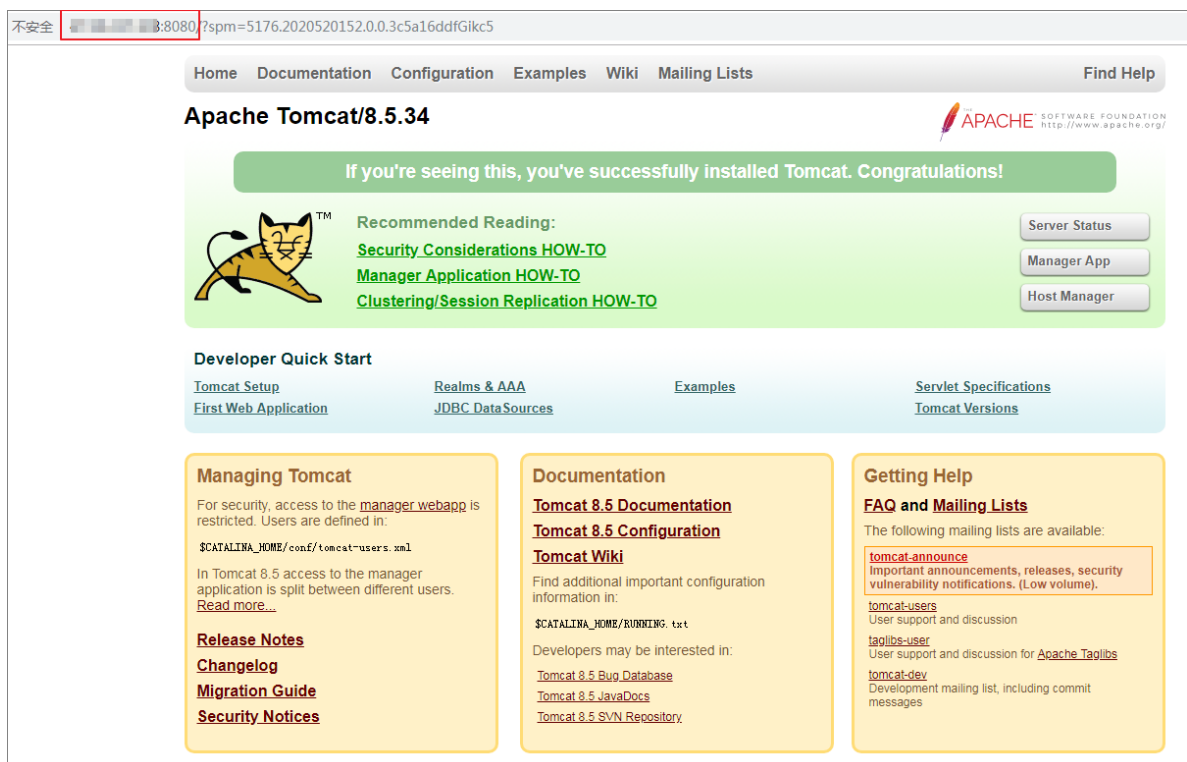 不安全 :8080/?spm=5176.2020520152.0.0.3c5a16ddfGikc5
Home Documentation Configuration Examples Wiki Mailing Lists Find Help
Apache Tomcat/8.5.34
THE
APACHE SOFTWARE FOUNDATION
http://www.apache.org/
If you're seeing this, you've successfully installed Tomcat. Congratulations!
TM
Recommended Reading:
Security Considerations HOW-TO
Manager Application HOW-TO
Clustering/Session Replication HOW-TO
Server Status
Manager App
Host Manager
Developer Quick Start
Tomcat Setup
First Web Application
Realms & AAA
JDBC DataSources
Examples
Servlet Specifications
Tomcat Versions
Managing Tomcat
For security, access to the manager webapp is
restricted. Users are defined in:
$CATALINA_HOME/conf/tomcat-users.xml
In Tomcat 8.5 access to the manager
application is split between different users.
Read more...
Release Notes
Changelog
Migration Guide
Security Notices
Documentation
Tomcat 8.5 Documentation
Tomcat 8.5 Configuration
Tomcat Wiki
Find additional important configuration
information in:
$CATALINA_HOME/RUNNING.txt
Developers may be interested in:
Tomcat 8.5 Bug Database
Tomcat 8.5 JavaDocs
Tomcat 8.5 SVN Repository
Getting Help
FAQ and Mailing Lists
The following mailing lists are available:
tomcat-announce
Important announcements, releases, security
vulnerability notifications. (Low volume).
tomcat-users
User support and discussion
taglibs-user
User support and discussion for Apache Taglibs
tomcat-dev
Development mailing list, including commit
messages